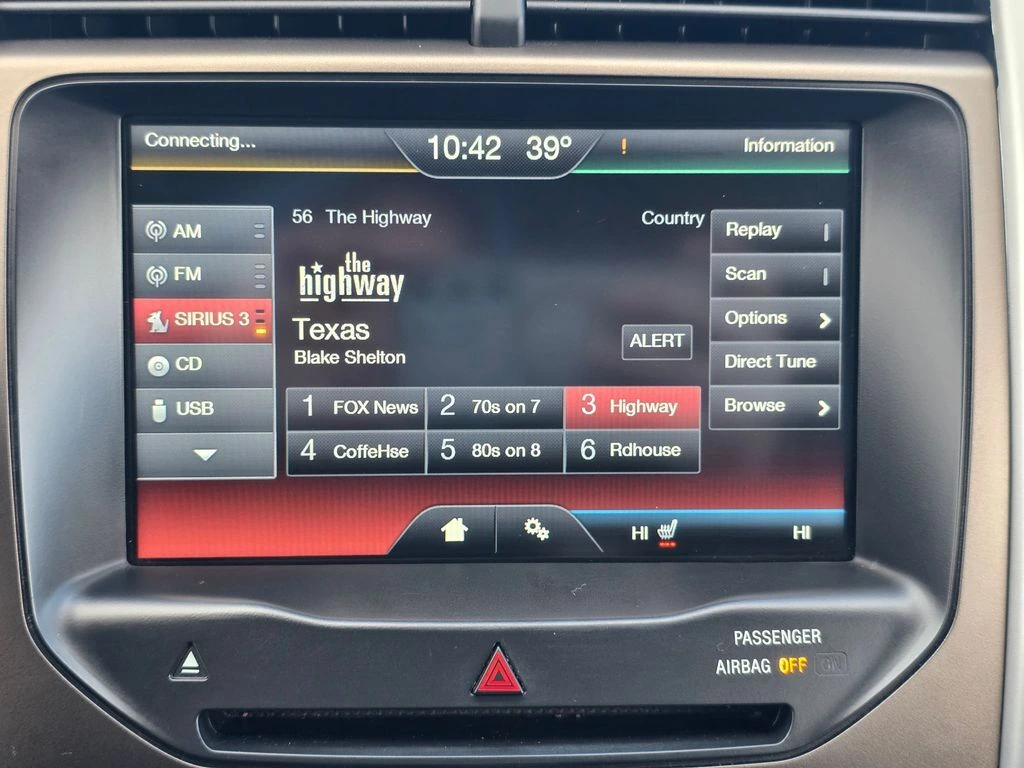 Connecting...
10:42 39° ! Information
AM
FM
SIRIUS 3
CD
USB
56 The Highway
Country
the
highway
Texas
Blake Shelton
ALERT
1 FOX News
2 70s on 7
3 Highway
4 CoffeHse
5 80s on 8
6 Rdhouse
Replay
Scan
Options
Direct Tune
Browse
HI
HI
PASSENGER
AIRBAG OFF ON